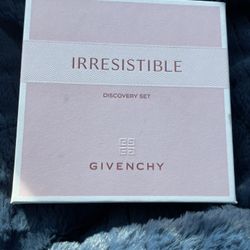 IRRESISTIBLE
DISCOVERY SET
GIVENCHY